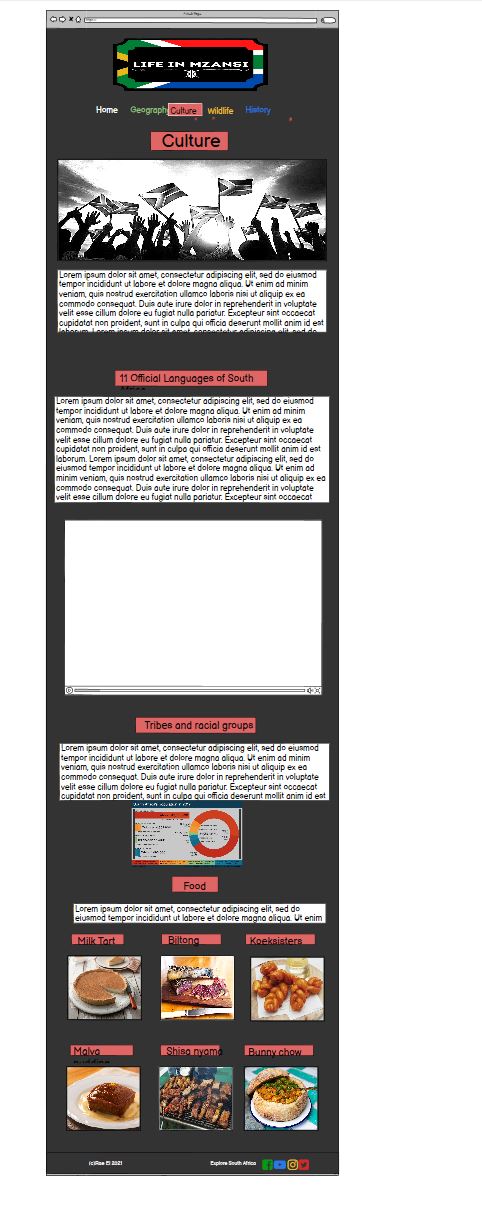 LIFE IN MZANSI
Home Geography Culture Wildlife History
Culture
Lorem ipsum dolor sit amet, consectetur adipiscing elit, sed do eiusmod
tempor incididunt ut labore et dolore magna aliqua. Ut enim ad minim
veniam, quis nostrud exercitation ullamco laboris nisi ut aliquip ex ea
commodo consequat. Duis aute irure dolor in reprehenderit in voluptate
velit esse cillum dolore eu fugiat nulla pariatur. Excepteur sint occaecat
cupidatat non proident, sunt in culpa qui officia deserunt mollit anim id est
laborum. Lorem ipsum dolor sit amet, consectetur adipiscing elit, sed do
11 Official Languages of South
Africa
Lorem ipsum dolor sit amet, consectetur adipiscing elit, sed do eiusmod
tempor incididunt ut labore et dolore magna aliqua. Ut enim ad minim
veniam, quis nostrud exercitation ullamco laboris nisi ut aliquip ex ea
commodo consequat. Duis aute irure dolor in reprehenderit in voluptate
velit esse cillum dolore eu fugiat nulla pariatur. Excepteur sint occaecat
cupidatat non proident, sunt in culpa qui officia deserunt mollit anim id est
laborum. Lorem ipsum dolor sit amet, consectetur adipiscing elit, sed do
eiusmod tempor incididunt ut labore et dolore magna aliqua. Ut enim ad
minim veniam, quis nostrud exercitation ullamco laboris nisi ut aliquip ex ea
commodo consequat. Duis aute irure dolor in reprehenderit in voluptate
velit esse cillum dolore eu fugiat nulla pariatur. Excepteur sint occaecat
Tribes and racial groups
Lorem ipsum dolor sit amet, consectetur adipiscing elit, sed do eiusmod
tempor incididunt ut labore et dolore magna aliqua. Ut enim ad minim
veniam, quis nostrud exercitation ullamco laboris nisi ut aliquip ex ea
commodo consequat. Duis aute irure dolor in reprehenderit in voluptate
velit esse cillum dolore eu fugiat nulla pariatur. Excepteur sint occaecat
cupidatat non proident, sunt in culpa qui officia deserunt mollit anim id est
Food
Lorem ipsum dolor sit amet, consectetur adipiscing elit, sed do
eiusmod tempor incididunt ut labore et dolore magna aliqua. Ut enim
Milk Tart Biltong Koeksisters
Malva Shisa nyama Bunny chow
pudding
(c)Rae El 2021 Explore South Africa